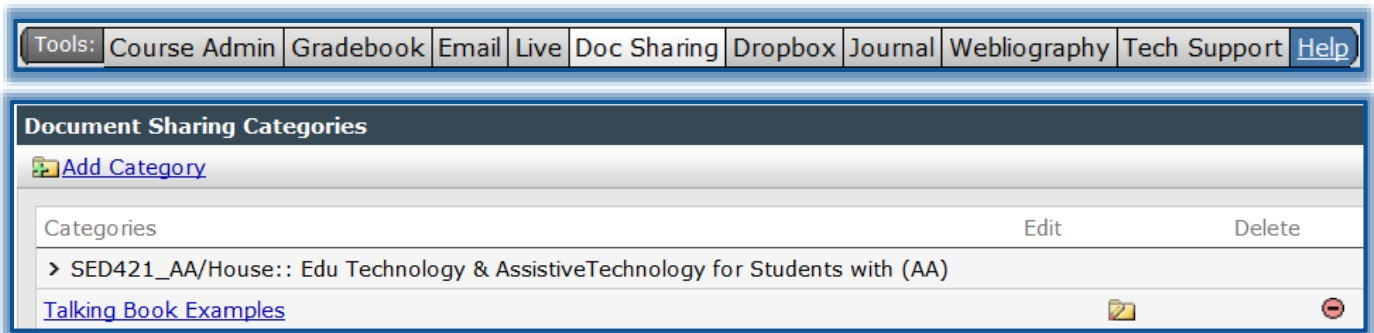 Tools: Course Admin Gradebook Email Live Doc Sharing Dropbox Journal Webliography Tech Support Help
Document Sharing Categories
Add Category
Categories Edit Delete
> SED421_AA/House:: Edu Technology & AssistiveTechnology for Students with (AA)
Talking Book Examples